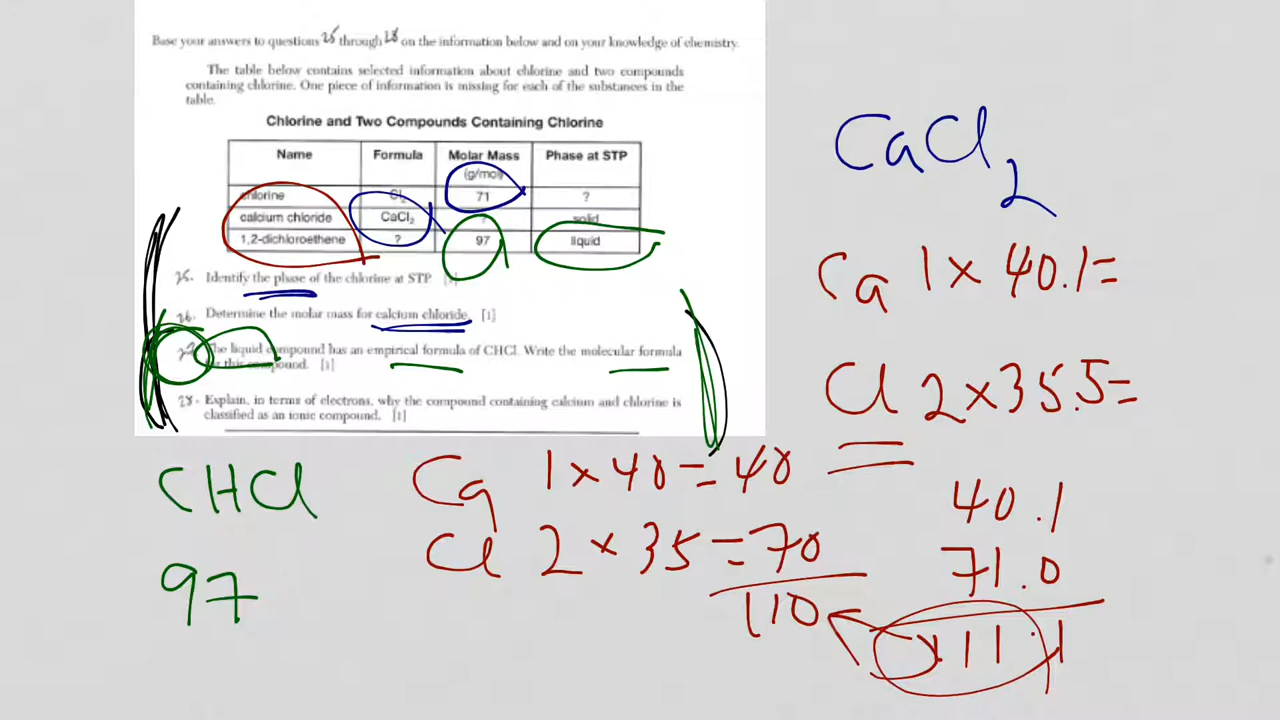 Base your answers to questions 25 through 28 on the information below and on your knowledge of chemistry.
The table below contains selected information about chlorine and two compounds
containing chlorine. One piece of information is missing for each of the substances in the
table.
Chlorine and Two Compounds Containing Chlorine
Name Formula Molar Mass (g/mol) Phase at STP
chlorine Cl2 71 ?
calcium chloride CaCl2 solid
1,2-dichloroethene ? 97 liquid
25. Identify the phase of the chlorine at STP. [1]
26. Determine the molar mass for calcium chloride. [1]
The liquid compound has an empirical formula of CHCl. Write the molecular formula
for this compound. [1]
28. Explain, in terms of electrons, why the compound containing calcium and chlorine is
classified as an ionic compound. [1]
CaCl2
Ca 1 x 40.1 =
Cl 2 x 35.5 =
40.1
71.0
111.1
Ca 1 x 40 = 40
Cl 2 x 35 = 70
110
CHCl
97